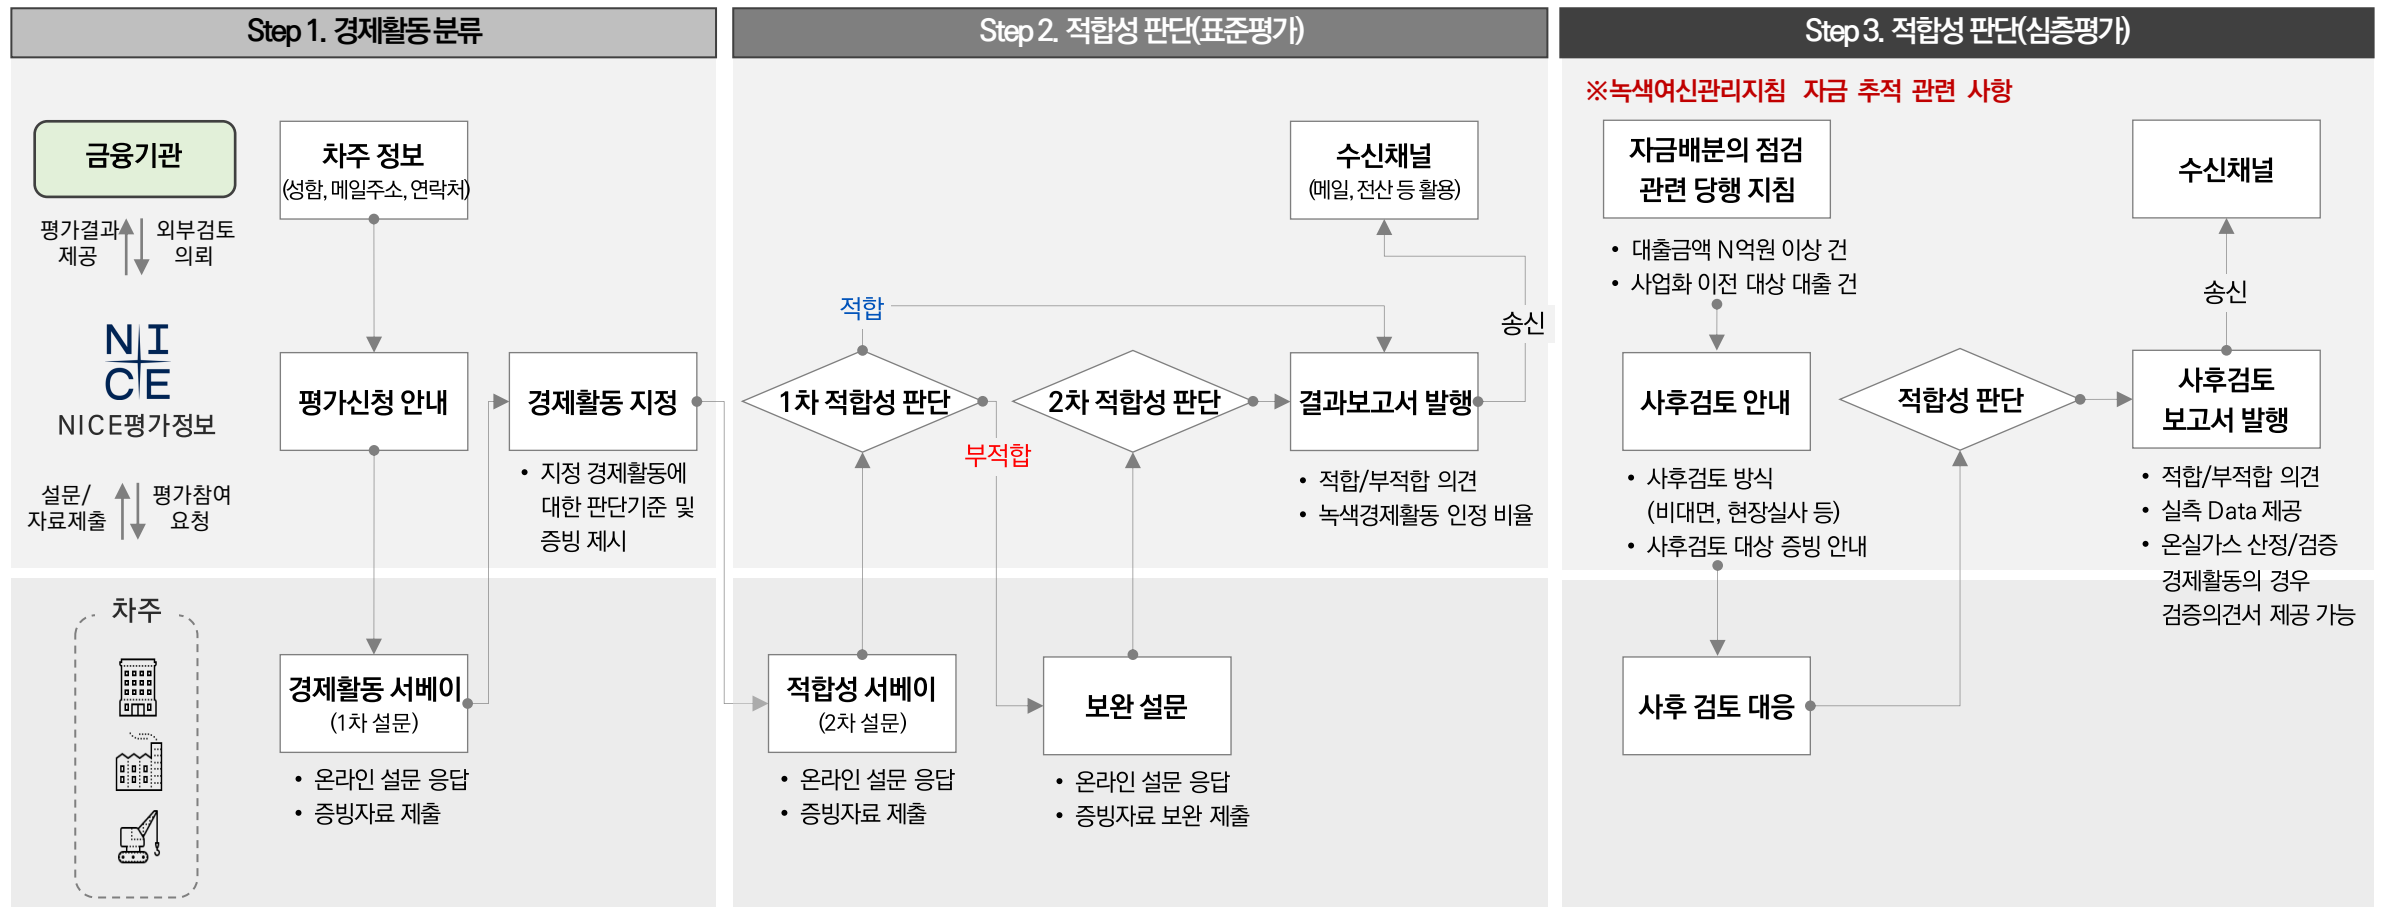 Step 1. 경제활동 분류
금융기관
평가결과
제공
외부검토
의뢰
NICE
NICE평가정보
설문/
자료제출
평가참여
요청
차주
차주 정보
(성함, 메일주소, 연락처)
평가신청 안내
경제활동 지정
• 지정 경제활동에
대한 판단기준 및
증빙 제시
경제활동 서베이
(1차 설문)
• 온라인 설문 응답
• 증빙자료 제출
Step 2. 적합성 판단(표준평가)
수신채널
(메일, 전산 등 활용)
적합
송신
1차 적합성 판단
부적합
2차 적합성 판단
결과보고서 발행
• 적합/부적합 의견
• 녹색경제활동 인정 비율
적합성 서베이
(2차 설문)
• 온라인 설문 응답
• 증빙자료 제출
보완 설문
• 온라인 설문 응답
• 증빙자료 보완 제출
Step 3. 적합성 판단(심층평가)
※녹색여신관리지침 자금 추적 관련 사항
자금배분의 점검
관련 당행 지침
• 대출금액 N억원 이상 건
• 사업화 이전 대상 대출 건
수신채널
송신
사후검토 안내
• 사후검토 방식
(비대면, 현장실사 등)
• 사후검토 대상 증빙 안내
적합성 판단
사후검토
보고서 발행
• 적합/부적합 의견
• 실측 Data 제공
• 온실가스 산정/검증
경제활동의 경우
검증의견서 제공 가능
사후 검토 대응